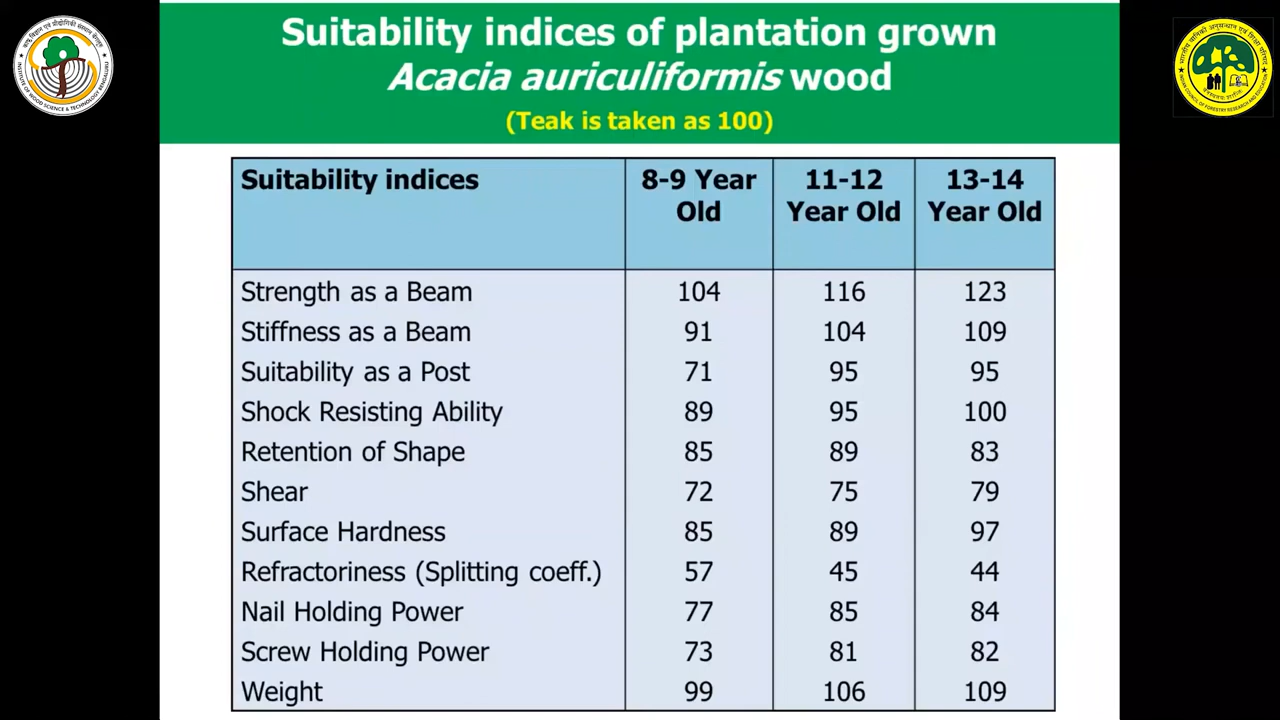 Suitability indices of plantation grown
Acacia auriculiformis wood
(Teak is taken as 100)
Suitability indices 8-9 Year Old 11-12 Year Old 13-14 Year Old
Strength as a Beam 104 116 123
Stiffness as a Beam 91 104 109
Suitability as a Post 71 95 95
Shock Resisting Ability 89 95 100
Retention of Shape 85 89 83
Shear 72 75 79
Surface Hardness 85 89 97
Refractoriness (Splitting coeff.) 57 45 44
Nail Holding Power 77 85 84
Screw Holding Power 73 81 82
Weight 99 106 109